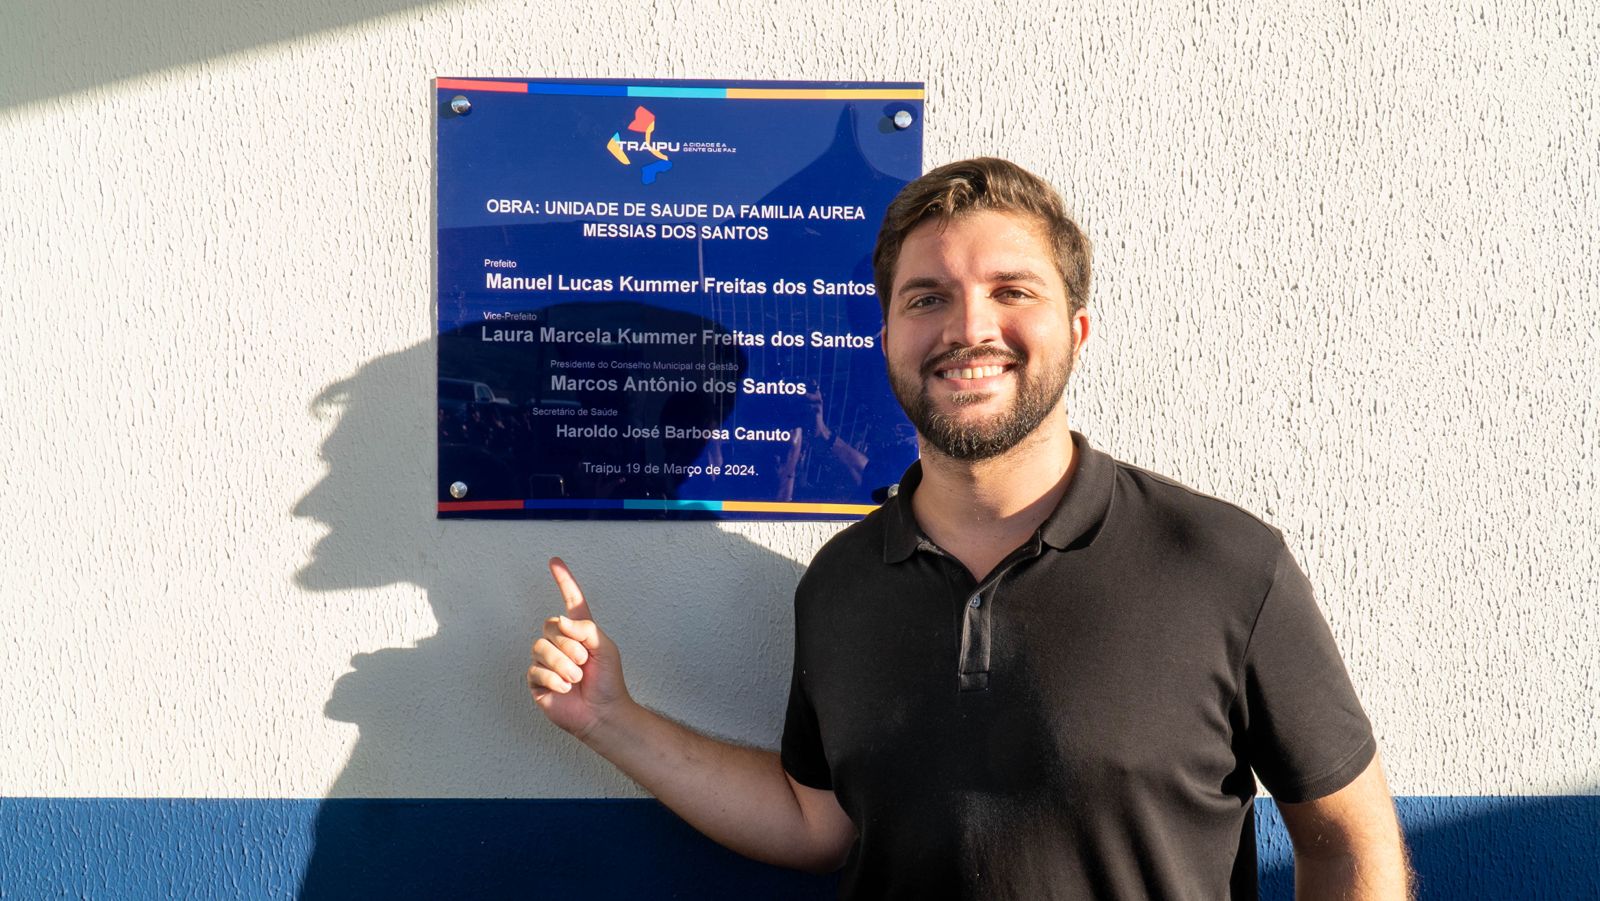 TRAIPU A CIDADE É A
GENTE QUE FAZ
OBRA: UNIDADE DE SAUDE DA FAMILIA AUREA
MESSIAS DOS SANTOS
Prefeito
Manuel Lucas Kummer Freitas dos Santos
Vice-Prefeito
Laura Marcela Kummer Freitas dos Santos
Presidente do Conselho Municipal de Gestão
Marcos Antônio dos Santos
Secretário de Saúde
Haroldo José Barbosa Canuto
Traipu 19 de Março de 2024.